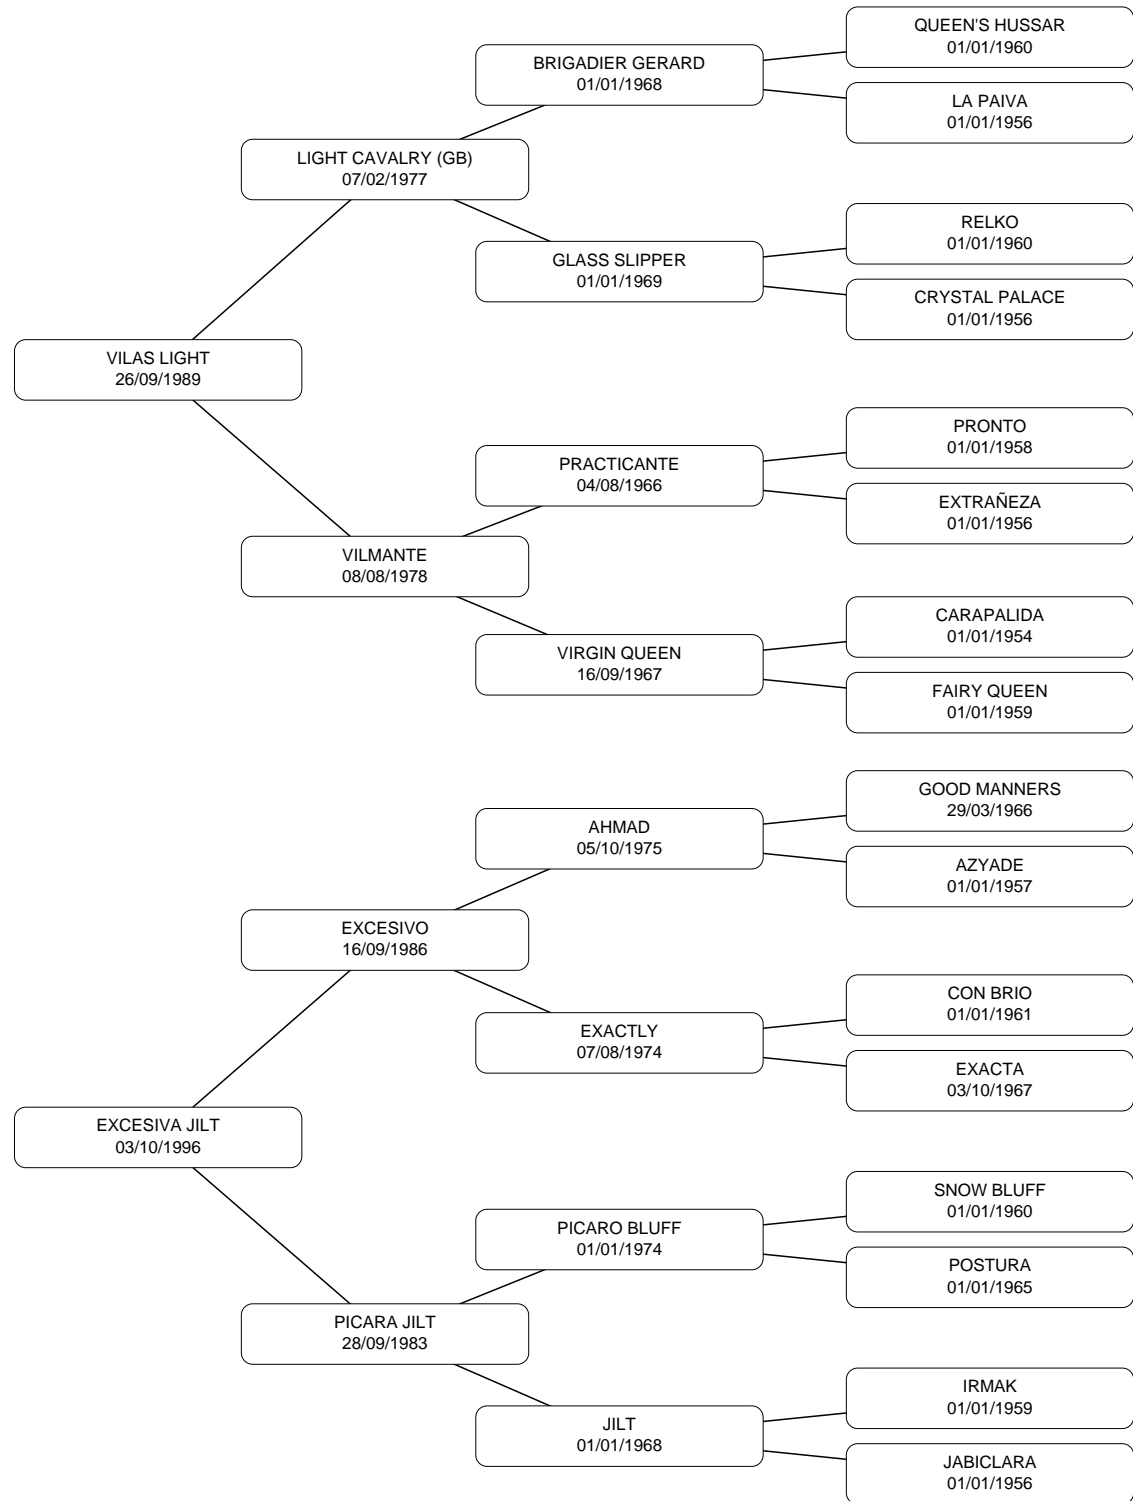 QUEEN'S HUSSAR
01/01/1960
BRIGADIER GERARD
01/01/1968
LA PAIVA
01/01/1956
LIGHT CAVALRY (GB)
07/02/1977
RELKO
01/01/1960
GLASS SLIPPER
01/01/1969
CRYSTAL PALACE
01/01/1956
VILAS LIGHT
26/09/1989
PRONTO
01/01/1958
PRACTICANTE
04/08/1966
EXTRAÑEZA
01/01/1956
VILMANTE
08/08/1978
CARAPALIDA
01/01/1954
VIRGIN QUEEN
16/09/1967
FAIRY QUEEN
01/01/1959
GOOD MANNERS
29/03/1966
AHMAD
05/10/1975
AZYADE
01/01/1957
EXCESIVO
16/09/1986
CON BRIO
01/01/1961
EXACTLY
07/08/1974
EXACTA
03/10/1967
EXCESIVA JILT
03/10/1996
SNOW BLUFF
01/01/1960
PICARO BLUFF
01/01/1974
POSTURA
01/01/1965
PICARA JILT
28/09/1983
IRMAK
01/01/1959
JILT
01/01/1968
JABICLARA
01/01/1956